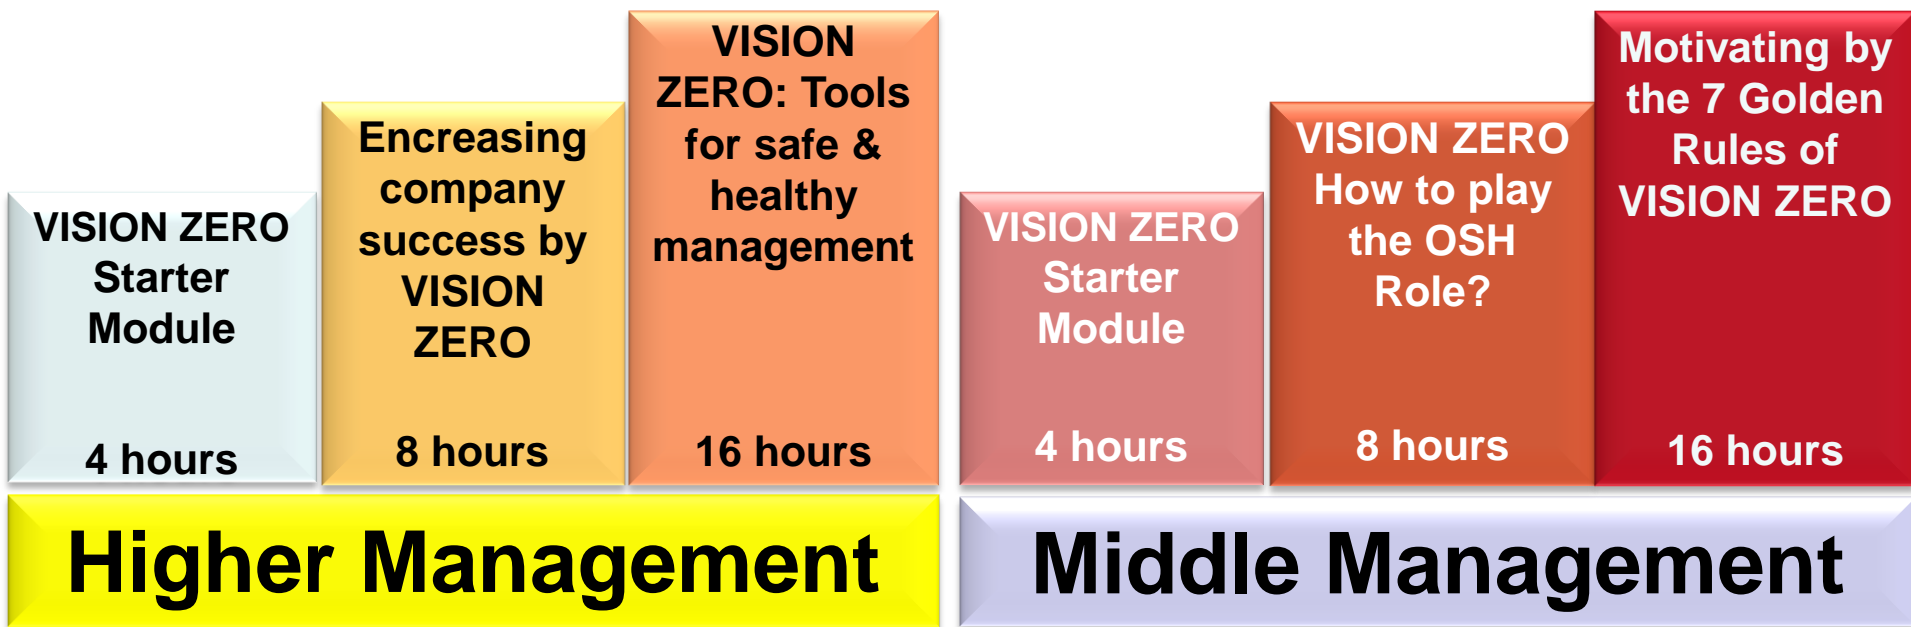 VISION ZERO
Starter
Module
4 hours
Encreasing
company
success by
VISION
ZERO
8 hours
VISION
ZERO: Tools
for safe &
healthy
management
16 hours
Higher Management
VISION ZERO
Starter
Module
4 hours
VISION ZERO
How to play
the OSH
Role?
8 hours
Motivating by
the 7 Golden
Rules of
VISION ZERO
16 hours
Middle Management